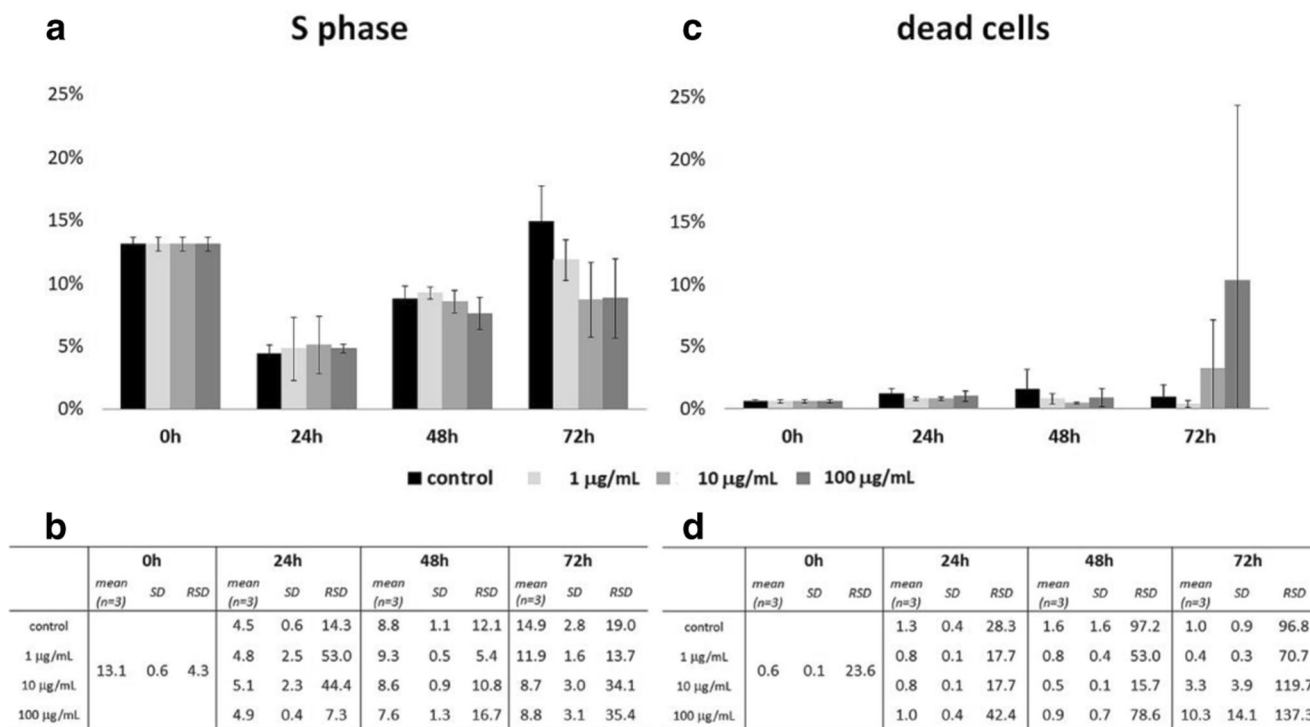 a S phase
25%
20%
15%
10%
5%
0%
0h 24h 48h 72h
c dead cells
25%
20%
15%
10%
5%
0%
0h 24h 48h 72h
control 1 µg/mL 10 µg/mL 100 µg/mL
b
0h 24h 48h 72h
mean (n=3) SD RSD mean (n=3) SD RSD mean (n=3) SD RSD mean (n=3) SD RSD
control 4.5 0.6 14.3 8.8 1.1 12.1 14.9 2.8 19.0
1 µg/mL 4.8 2.5 53.0 9.3 0.5 5.4 11.9 1.6 13.7
13.1 0.6 4.3
10 µg/mL 5.1 2.3 44.4 8.6 0.9 10.8 8.7 3.0 34.1
100 µg/mL 4.9 0.4 7.3 7.6 1.3 16.7 8.8 3.1 35.4
d
0h 24h 48h 72h
mean (n=3) SD RSD mean (n=3) SD RSD mean (n=3) SD RSD mean (n=3) SD RSD
control 1.3 0.4 28.3 1.6 1.6 97.2 1.0 0.9 96.8
1 µg/mL 0.8 0.1 17.7 0.8 0.4 53.0 0.4 0.3 70.7
0.6 0.1 23.6
10 µg/mL 0.8 0.1 17.7 0.5 0.1 15.7 3.3 3.9 119.7
100 µg/mL 1.0 0.4 42.4 0.9 0.7 78.6 10.3 14.1 137.3